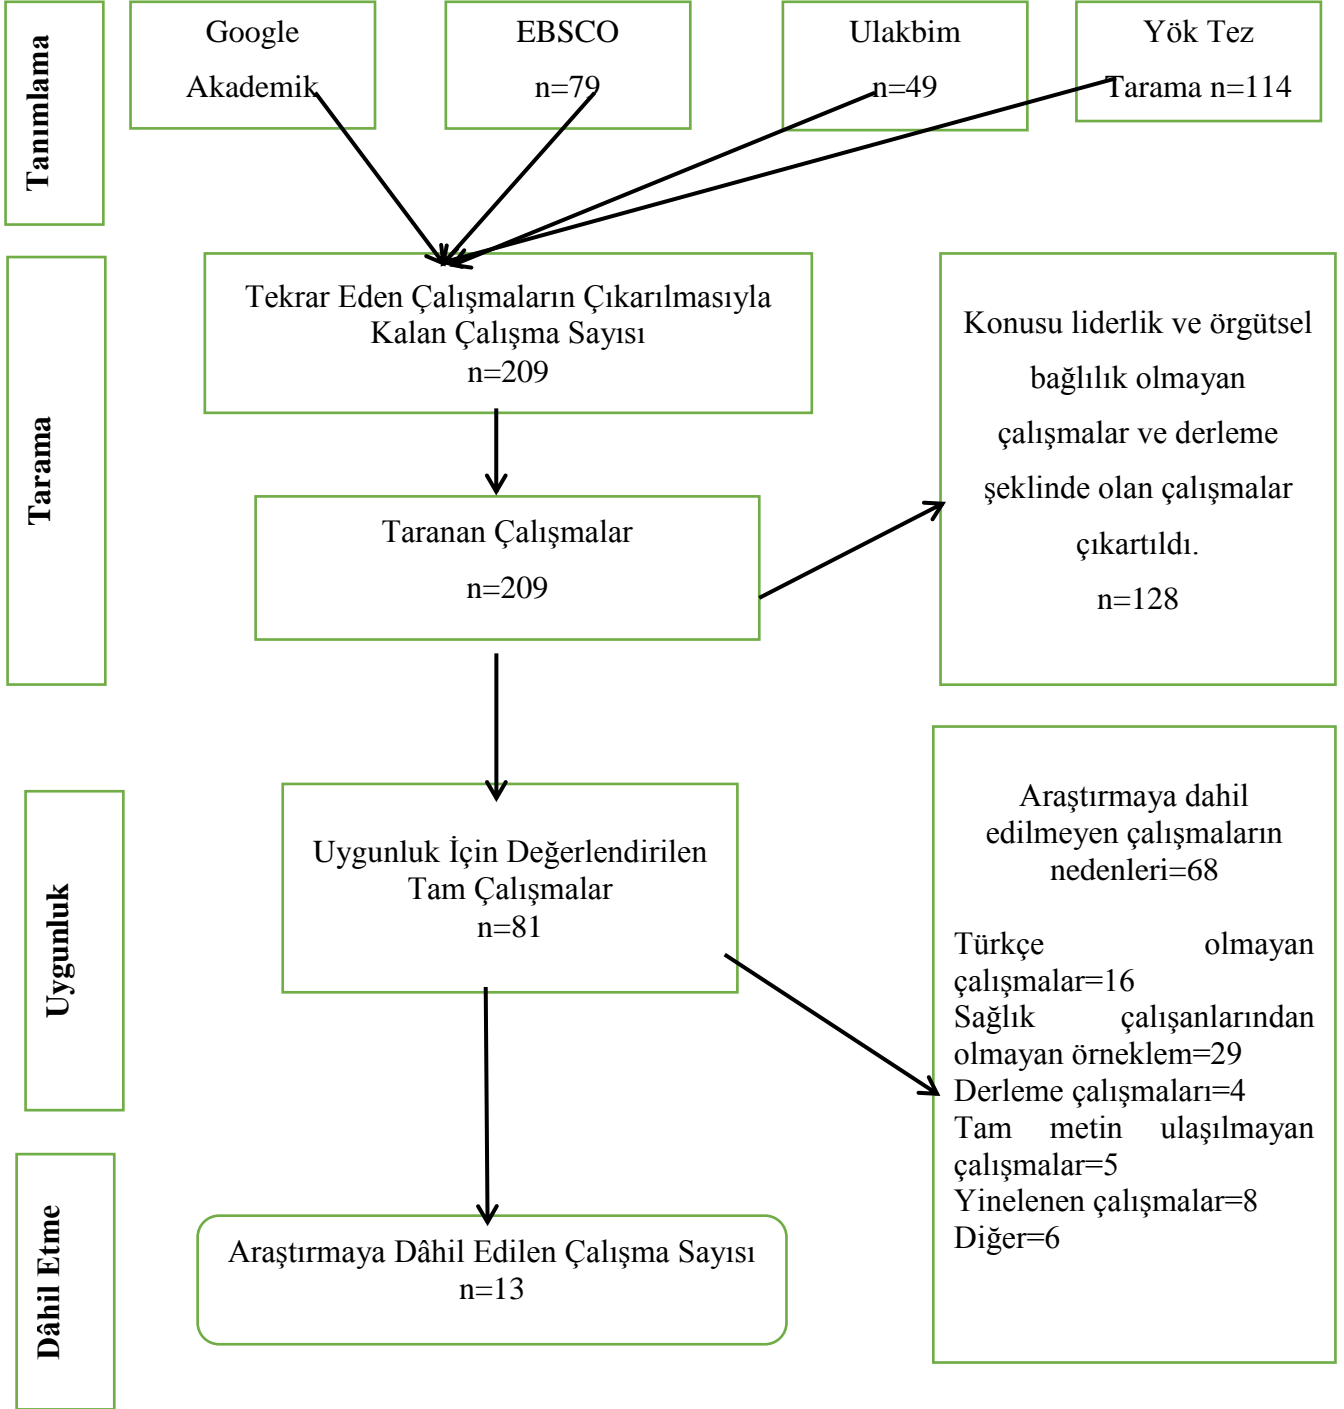 Tanımlama
Google
Akademik
EBSCO
n=79
Ulakbim
n=49
Yök Tez
Tarama n=114
Tarama
Tekrar Eden Çalışmaların Çıkarılmasıyla
Kalan Çalışma Sayısı
n=209
Taranan Çalışmalar
n=209
Konusu liderlik ve örgütsel
bağlılık olmayan
çalışmalar ve derleme
şeklinde olan çalışmalar
çıkartıldı.
n=128
Uygunluk
Uygunluk İçin Değerlendirilen
Tam Çalışmalar
n=81
Araştırmaya dahil
edilmeyen çalışmaların
nedenleri=68
Türkçe olmayan
çalışmalar=16
Sağlık çalışanlarından
olmayan örneklem=29
Derleme çalışmaları=4
Tam metin ulaşılmayan
çalışmalar=5
Yinelenen çalışmalar=8
Diğer=6
Dâhil Etme
Araştırmaya Dâhil Edilen Çalışma Sayısı
n=13